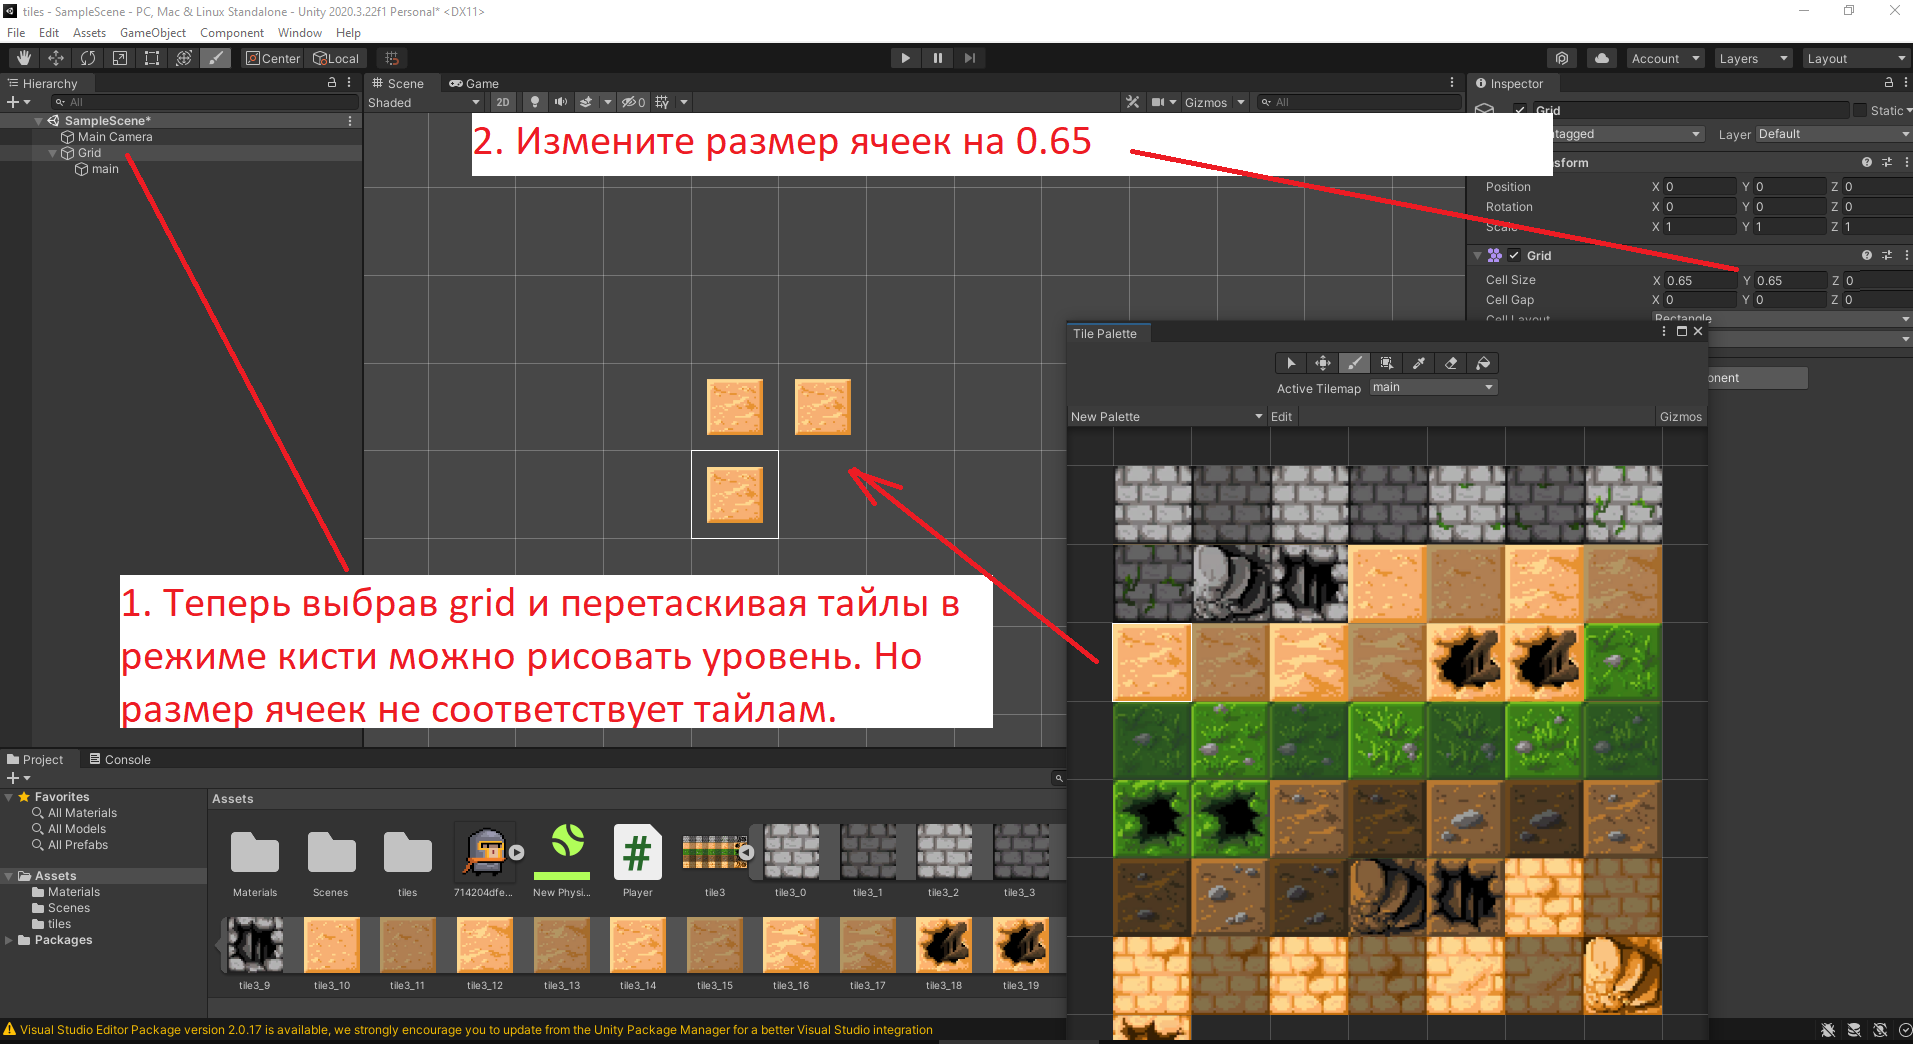 tiles - SampleScene - PC, Mac & Linux Standalone - Unity 2020.3.22f1 Personal* <DX11>
File Edit Assets GameObject Component Window Help
Center Local
Account Layers Layout
Hierarchy
All
SampleScene*
Main Camera
Grid
main
Scene Game
Shaded 2D 0 Gizmos All
2. Измените размер ячеек на 0.65
1. Теперь выбрав grid и перетаскивая тайлы в
режиме кисти можно рисовать уровень. Но
размер ячеек не соответствует тайлам.
Inspector
Grid Static
tagged Layer Default
sform
Position X 0 Y 0 Z 0
Rotation X 0 Y 0 Z 0
Scale X 1 Y 1 Z 1
Grid
Cell Size X 0.65 Y 0.65 Z 0
Cell Gap X 0 Y 0 Z 0
Cell Layout Rectangle
onent
Tile Palette
Active Tilemap main
New Palette Edit Gizmos
Project Console
Favorites
All Materials
All Models
All Prefabs
Assets
Materials
Scenes
tiles
Packages
Assets
Materials Scenes tiles 714204dfe... New Physi... Player tile3 tile3_0 tile3_1 tile3_2 tile3_3
tile3_9 tile3_10 tile3_11 tile3_12 tile3_13 tile3_14 tile3_15 tile3_16 tile3_17 tile3_18 tile3_19
Visual Studio Editor Package version 2.0.17 is available, we strongly encourage you to update from the Unity Package Manager for a better Visual Studio integration